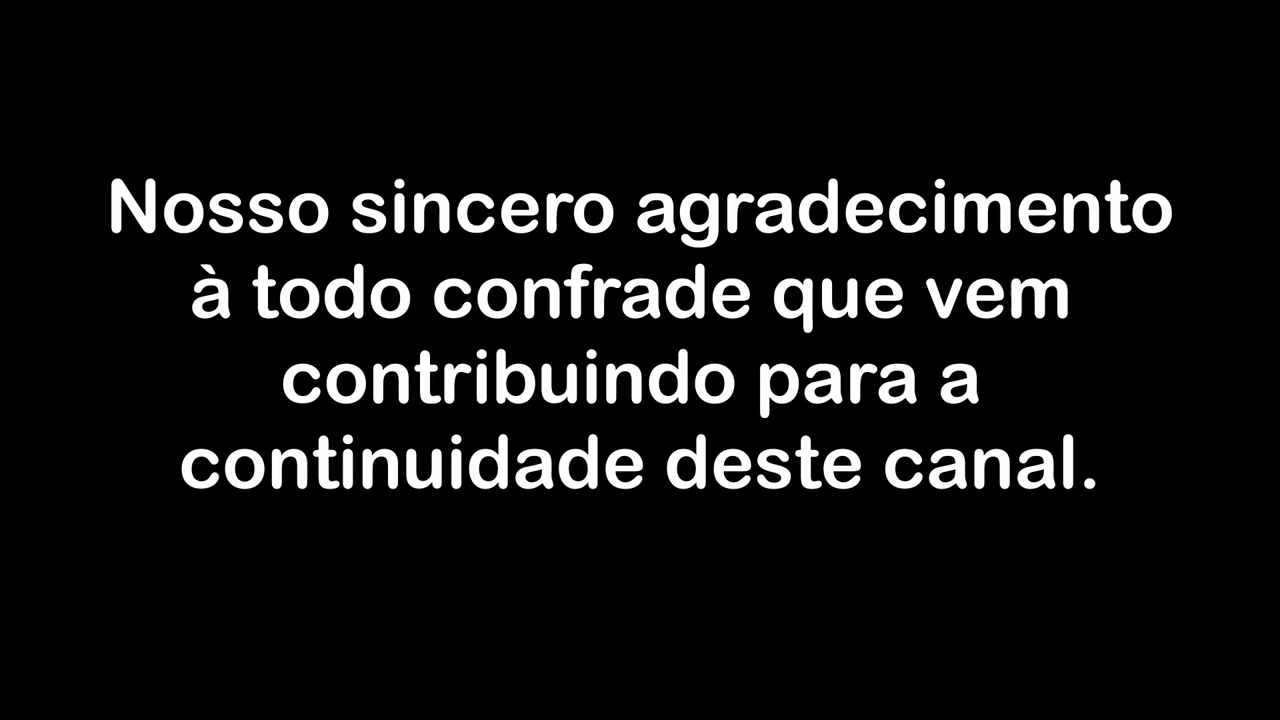 Nosso sincero agradecimento
à todo confrade que vem
contribuindo para a
continuidade deste canal.